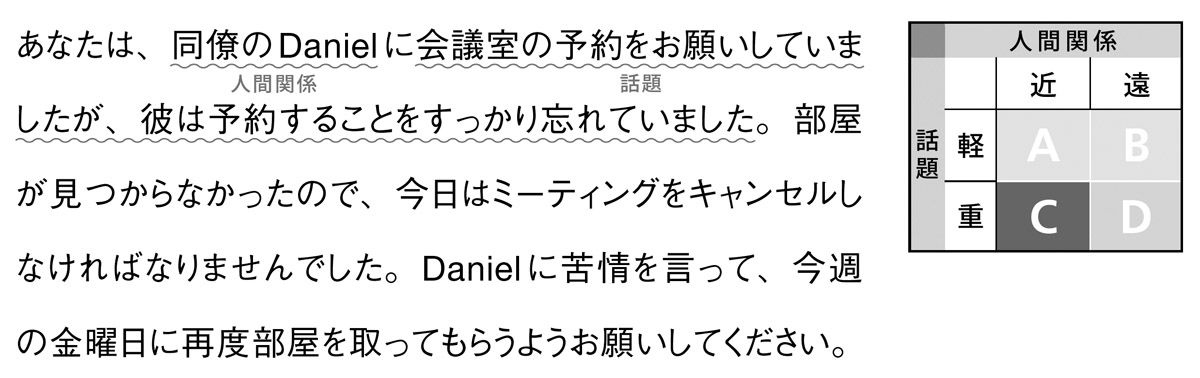 あなたは、同僚のDanielに会議室の予約をお願いしていま
人間関係 話題
したが、彼は予約することをすっかり忘れていました。部屋
が見つからなかったので、今日はミーティングをキャンセルし
なければなりませんでした。Danielに苦情を言って、今週
の金曜日に再度部屋を取ってもらうようお願いしてください。
人間関係
近 遠
話題
軽 A B
重 C D